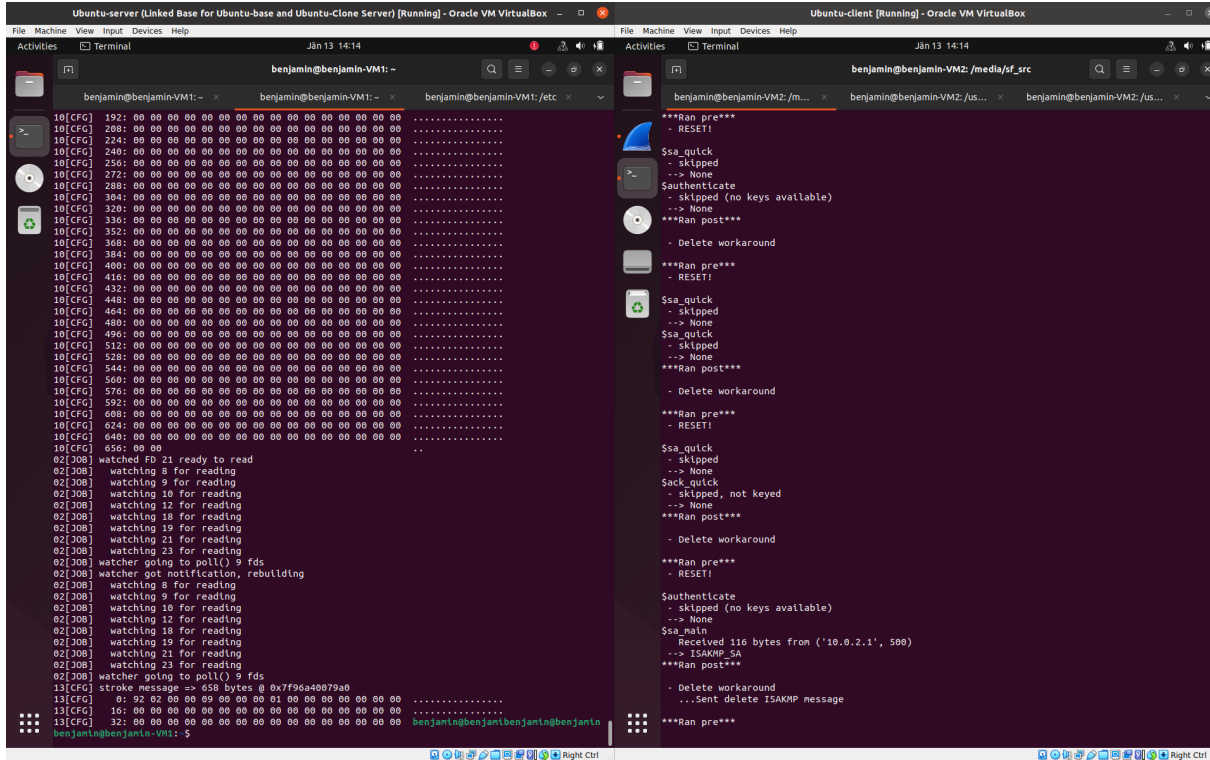 Ubuntu-server (Linked Base for Ubuntu-base and Ubuntu-Clone Server) [Running] - Oracle VM VirtualBox
File Machine View Input Devices Help
Activities Terminal Jän 13 14:14
benjamin@benjamin-VM1: ~
benjamin@benjamin-VM1: ~ benjamin@benjamin-VM1: ~ benjamin@benjamin-VM1: /etc
10[CFG] 192: 00 00 00 00 00 00 00 00 00 00 00 00 00 00 00 00 ................
10[CFG] 208: 00 00 00 00 00 00 00 00 00 00 00 00 00 00 00 00 ................
10[CFG] 224: 00 00 00 00 00 00 00 00 00 00 00 00 00 00 00 00 ................
10[CFG] 240: 00 00 00 00 00 00 00 00 00 00 00 00 00 00 00 00 ................
10[CFG] 256: 00 00 00 00 00 00 00 00 00 00 00 00 00 00 00 00 ................
10[CFG] 272: 00 00 00 00 00 00 00 00 00 00 00 00 00 00 00 00 ................
10[CFG] 288: 00 00 00 00 00 00 00 00 00 00 00 00 00 00 00 00 ................
10[CFG] 304: 00 00 00 00 00 00 00 00 00 00 00 00 00 00 00 00 ................
10[CFG] 320: 00 00 00 00 00 00 00 00 00 00 00 00 00 00 00 00 ................
10[CFG] 336: 00 00 00 00 00 00 00 00 00 00 00 00 00 00 00 00 ................
10[CFG] 352: 00 00 00 00 00 00 00 00 00 00 00 00 00 00 00 00 ................
10[CFG] 368: 00 00 00 00 00 00 00 00 00 00 00 00 00 00 00 00 ................
10[CFG] 384: 00 00 00 00 00 00 00 00 00 00 00 00 00 00 00 00 ................
10[CFG] 400: 00 00 00 00 00 00 00 00 00 00 00 00 00 00 00 00 ................
10[CFG] 416: 00 00 00 00 00 00 00 00 00 00 00 00 00 00 00 00 ................
10[CFG] 432: 00 00 00 00 00 00 00 00 00 00 00 00 00 00 00 00 ................
10[CFG] 448: 00 00 00 00 00 00 00 00 00 00 00 00 00 00 00 00 ................
10[CFG] 464: 00 00 00 00 00 00 00 00 00 00 00 00 00 00 00 00 ................
10[CFG] 480: 00 00 00 00 00 00 00 00 00 00 00 00 00 00 00 00 ................
10[CFG] 496: 00 00 00 00 00 00 00 00 00 00 00 00 00 00 00 00 ................
10[CFG] 512: 00 00 00 00 00 00 00 00 00 00 00 00 00 00 00 00 ................
10[CFG] 528: 00 00 00 00 00 00 00 00 00 00 00 00 00 00 00 00 ................
10[CFG] 544: 00 00 00 00 00 00 00 00 00 00 00 00 00 00 00 00 ................
10[CFG] 560: 00 00 00 00 00 00 00 00 00 00 00 00 00 00 00 00 ................
10[CFG] 576: 00 00 00 00 00 00 00 00 00 00 00 00 00 00 00 00 ................
10[CFG] 592: 00 00 00 00 00 00 00 00 00 00 00 00 00 00 00 00 ................
10[CFG] 608: 00 00 00 00 00 00 00 00 00 00 00 00 00 00 00 00 ................
10[CFG] 624: 00 00 00 00 00 00 00 00 00 00 00 00 00 00 00 00 ................
10[CFG] 640: 00 00 00 00 00 00 00 00 00 00 00 00 00 00 00 00 ................
10[CFG] 656: 00 00 ..
02[JOB] watched FD 21 ready to read
02[JOB] watching 8 for reading
02[JOB] watching 9 for reading
02[JOB] watching 10 for reading
02[JOB] watching 12 for reading
02[JOB] watching 18 for reading
02[JOB] watching 19 for reading
02[JOB] watching 21 for reading
02[JOB] watching 23 for reading
02[JOB] watcher going to poll() 9 fds
02[JOB] watcher got notification, rebuilding
02[JOB] watching 8 for reading
02[JOB] watching 9 for reading
02[JOB] watching 10 for reading
02[JOB] watching 12 for reading
02[JOB] watching 18 for reading
02[JOB] watching 19 for reading
02[JOB] watching 21 for reading
02[JOB] watching 23 for reading
02[JOB] watcher going to poll() 9 fds
13[CFG] stroke message => 658 bytes @ 0x7f96a40079a0
13[CFG] 0: 92 02 00 00 09 00 00 00 01 00 00 00 00 00 00 00 ................
13[CFG] 16: 00 00 00 00 00 00 00 00 00 00 00 00 00 00 00 00 ................
13[CFG] 32: 00 00 00 00 00 00 00 00 00 00 00 00 00 00 00 00 benjamin@benjamibenjamin@benjamin
benjamin@benjamin-VM1:~$
Right Ctrl
Ubuntu-client [Running] - Oracle VM VirtualBox
File Machine View Input Devices Help
Activities Terminal Jän 13 14:14
benjamin@benjamin-VM2: /media/sf_src
benjamin@benjamin-VM2: /m... benjamin@benjamin-VM2: /us... benjamin@benjamin-VM2: /us...
***Ran pre***
- RESET!
$sa_quick
- skipped
--> None
$authenticate
- skipped (no keys available)
--> None
***Ran post***
- Delete workaround
***Ran pre***
- RESET!
$sa_quick
- skipped
--> None
$sa_quick
- skipped
--> None
***Ran post***
- Delete workaround
***Ran pre***
- RESET!
$sa_quick
- skipped
--> None
$ack_quick
- skipped, not keyed
--> None
***Ran post***
- Delete workaround
***Ran pre***
- RESET!
$authenticate
- skipped (no keys available)
--> None
$sa_main
Received 116 bytes from ('10.0.2.1', 500)
--> ISAKMP_SA
***Ran post***
- Delete workaround
...Sent delete ISAKMP message
***Ran pre***
Right Ctrl